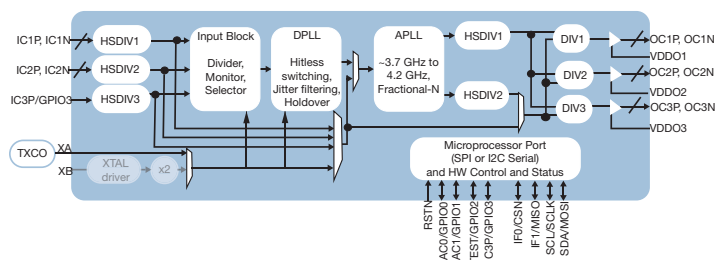 IC1P, IC1N
IC2P, IC2N
IC3P/GPIO3
HSDIV1
HSDIV2
HSDIV3
Input Block
Divider,
Monitor,
Selector
DPLL
Hitless
switching,
Jitter filtering,
Holdover
APLL
~3.7 GHz to
4.2 GHz,
Fractional-N
HSDIV1
HSDIV2
DIV1
DIV2
DIV3
OC1P, OC1N
VDDO1
OC2P, OC2N
VDDO2
OC3P, OC3N
VDDO3
TXCO
XA
XB
XTAL
driver
x2
Microprocessor Port
(SPI or I2C Serial)
and HW Control and Status
RSTN
AC0/GPIO0
AC1/GPIO1
EST/GPIO2
C3P/GPIO3
IF0/CSN
IF1/MISO
SCL/SCLK
SDA/MOSI